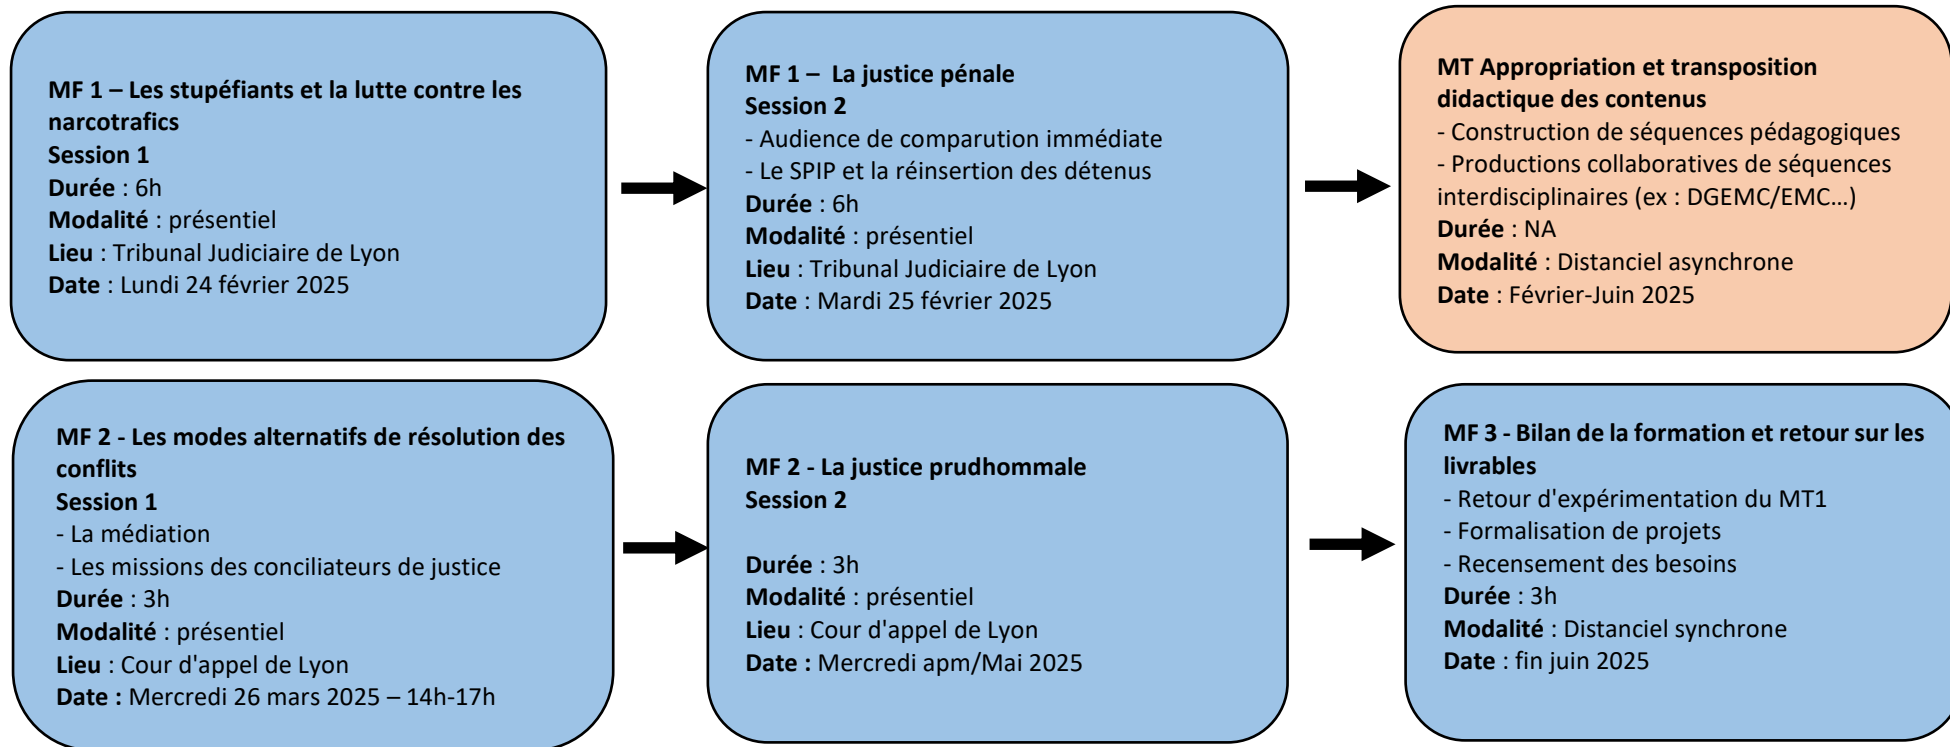 MF 1 – Les stupéfiants et la lutte contre les
narcotrafics
Session 1
Durée : 6h
Modalité : présentiel
Lieu : Tribunal Judiciaire de Lyon
Date : Lundi 24 février 2025
MF 1 –  La justice pénale
Session 2
- Audience de comparution immédiate
- Le SPIP et la réinsertion des détenus
Durée : 6h
Modalité : présentiel
Lieu : Tribunal Judiciaire de Lyon
Date : Mardi 25 février 2025
MT Appropriation et transposition
didactique des contenus
- Construction de séquences pédagogiques
- Productions collaboratives de séquences
interdisciplinaires (ex : DGEMC/EMC…)
Durée : NA
Modalité : Distanciel asynchrone
Date : Février-Juin 2025
MF 2 - Les modes alternatifs de résolution des
conflits
Session 1
- La médiation
- Les missions des conciliateurs de justice
Durée : 3h
Modalité : présentiel
Lieu : Cour d'appel de Lyon
Date : Mercredi 26 mars 2025 – 14h-17h
MF 2 - La justice prudhommale
Session 2
Durée : 3h
Modalité : présentiel
Lieu : Cour d'appel de Lyon
Date : Mercredi apm/Mai 2025
MF 3 - Bilan de la formation et retour sur les
livrables
- Retour d'expérimentation du MT1
- Formalisation de projets
- Recensement des besoins
Durée : 3h
Modalité : Distanciel synchrone
Date : fin juin 2025